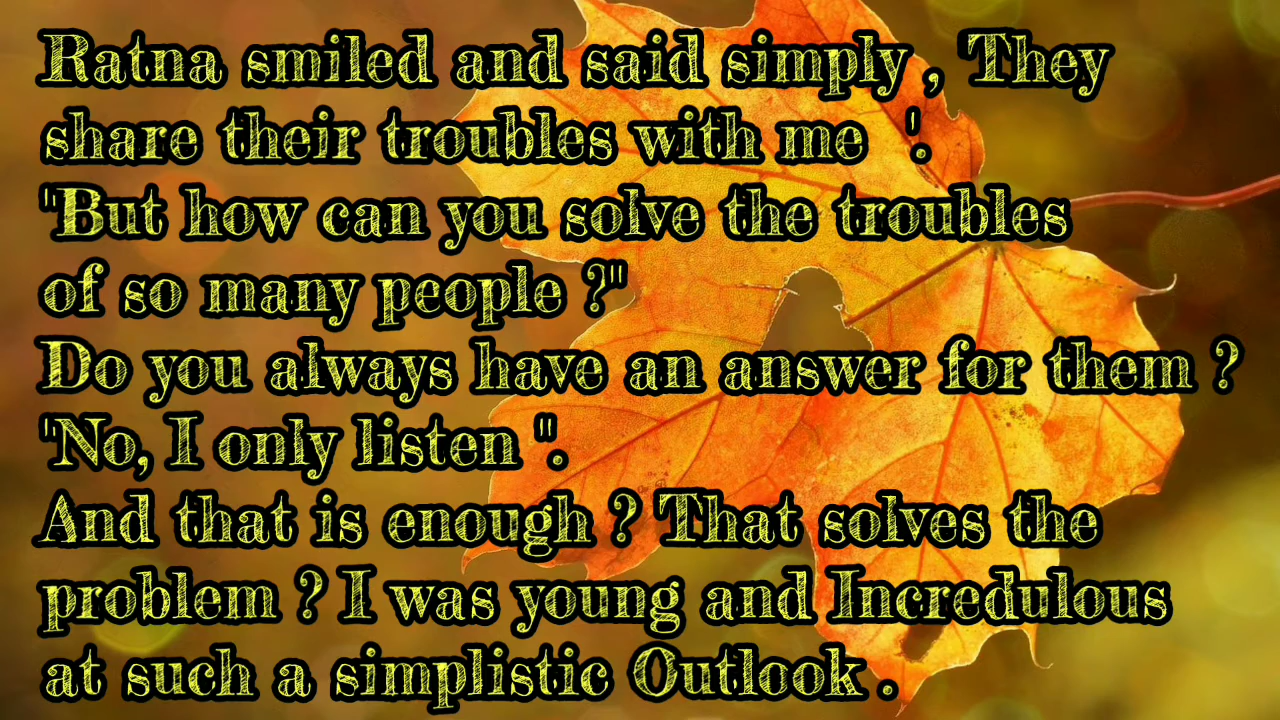 Ratna smiled and said simply , They
share their troubles with me  '.
"But how can you solve the troubles
of so many people ?"
Do you always have an answer for them ?
"No, I only listen ".
And that is enough ? That solves the
problem ? I was young and Incredulous
at such a simplistic Outlook .